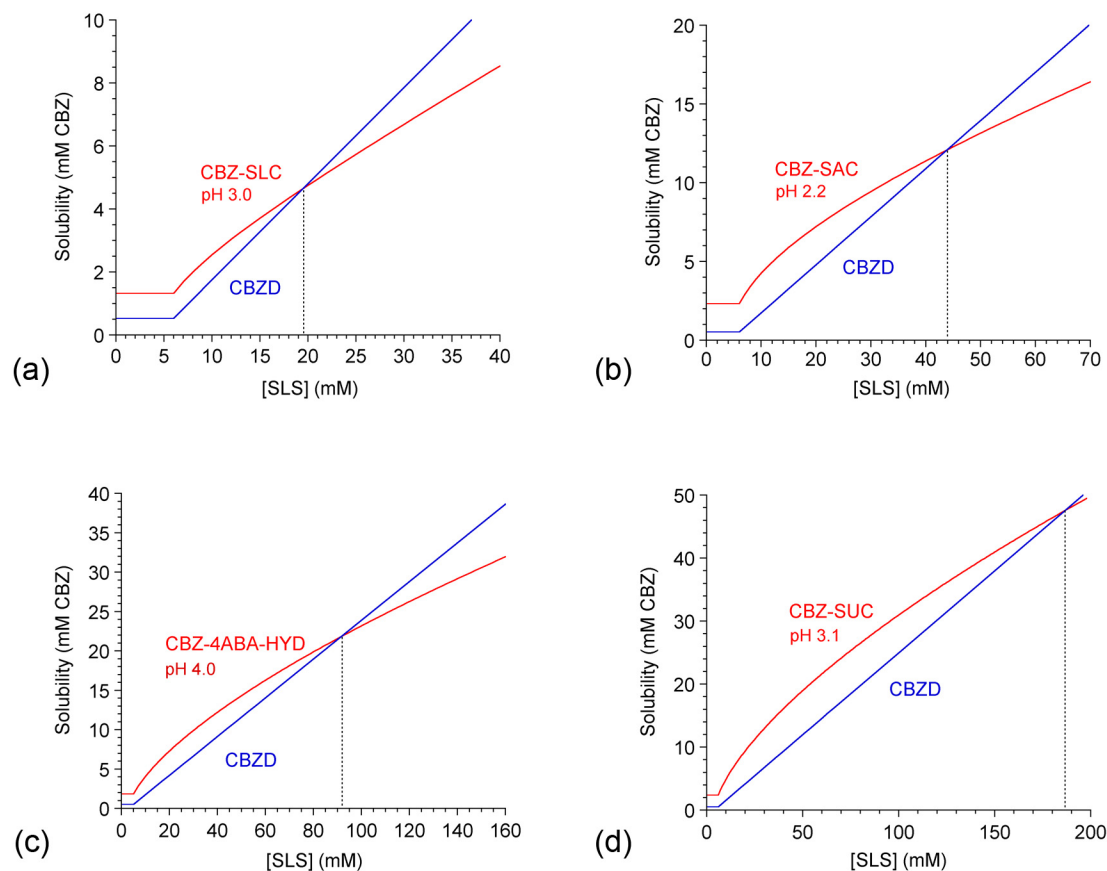 10
8
6
4
2
0
Solubility (mM CBZ)
CBZ-SLC
pH 3.0
CBZD
0 5 10 15 20 25 30 35 40
[SLS] (mM)
(a)
20
15
10
5
0
Solubility (mM CBZ)
CBZ-SAC
pH 2.2
CBZD
0 10 20 30 40 50 60 70
[SLS] (mM)
(b)
40
35
30
25
20
15
10
5
0
Solubility (mM CBZ)
CBZ-4ABA-HYD
pH 4.0
CBZD
0 20 40 60 80 100 120 140 160
[SLS] (mM)
(c)
50
40
30
20
10
0
Solubility (mM CBZ)
CBZ-SUC
pH 3.1
CBZD
0 50 100 150 200
[SLS] (mM)
(d)